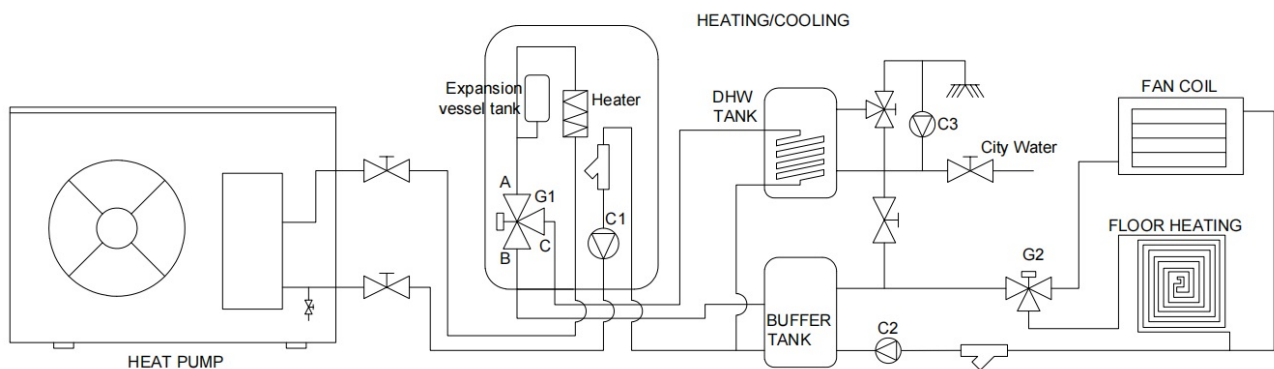 HEATING/COOLING
Expansion
vessel tank
Heater
DHW
TANK
C3
City Water
FAN COIL
A
G1
C
B
C1
FLOOR HEATING
G2
BUFFER
TANK
C2
HEAT PUMP